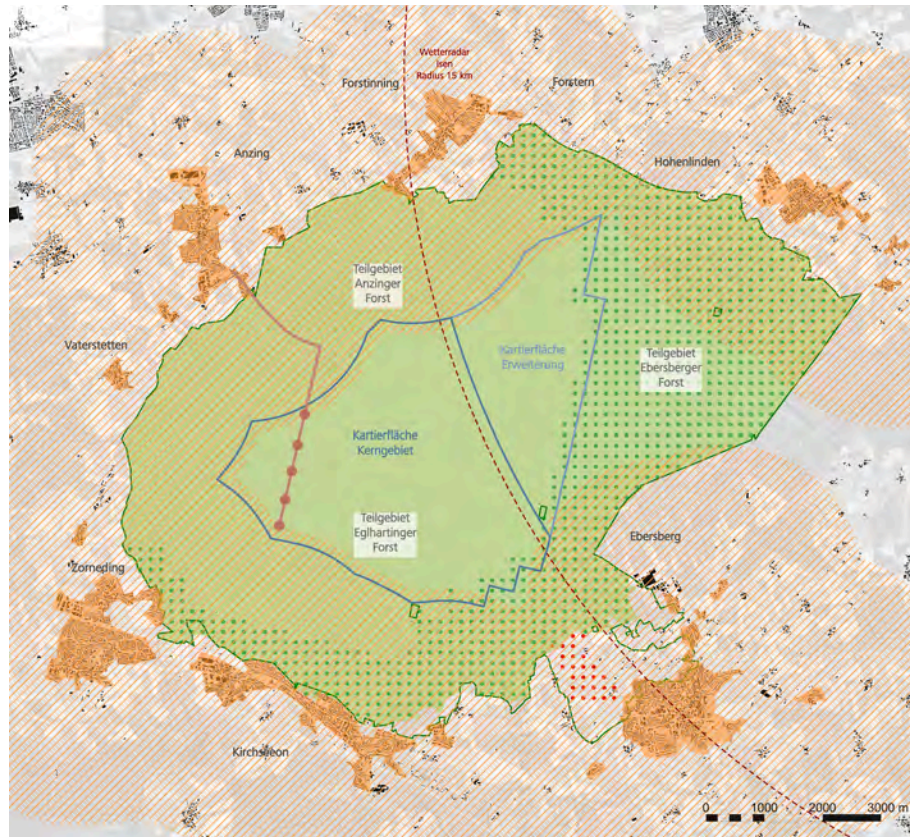 Wetterradar
Isen
Radius 15 km
Forstinning
Forstern
Anzing
Hohenlinden
Teilgebiet
Anzinger
Forst
Vaterstetten
Kartierfläche
Erweiterung
Teilgebiet
Ebersberger
Forst
Kartierfläche
Kerngebiet
Teilgebiet
Eglhartinger
Forst
Ebersberg
Zorneding
Kirchseeon
0 1000 2000 3000 m